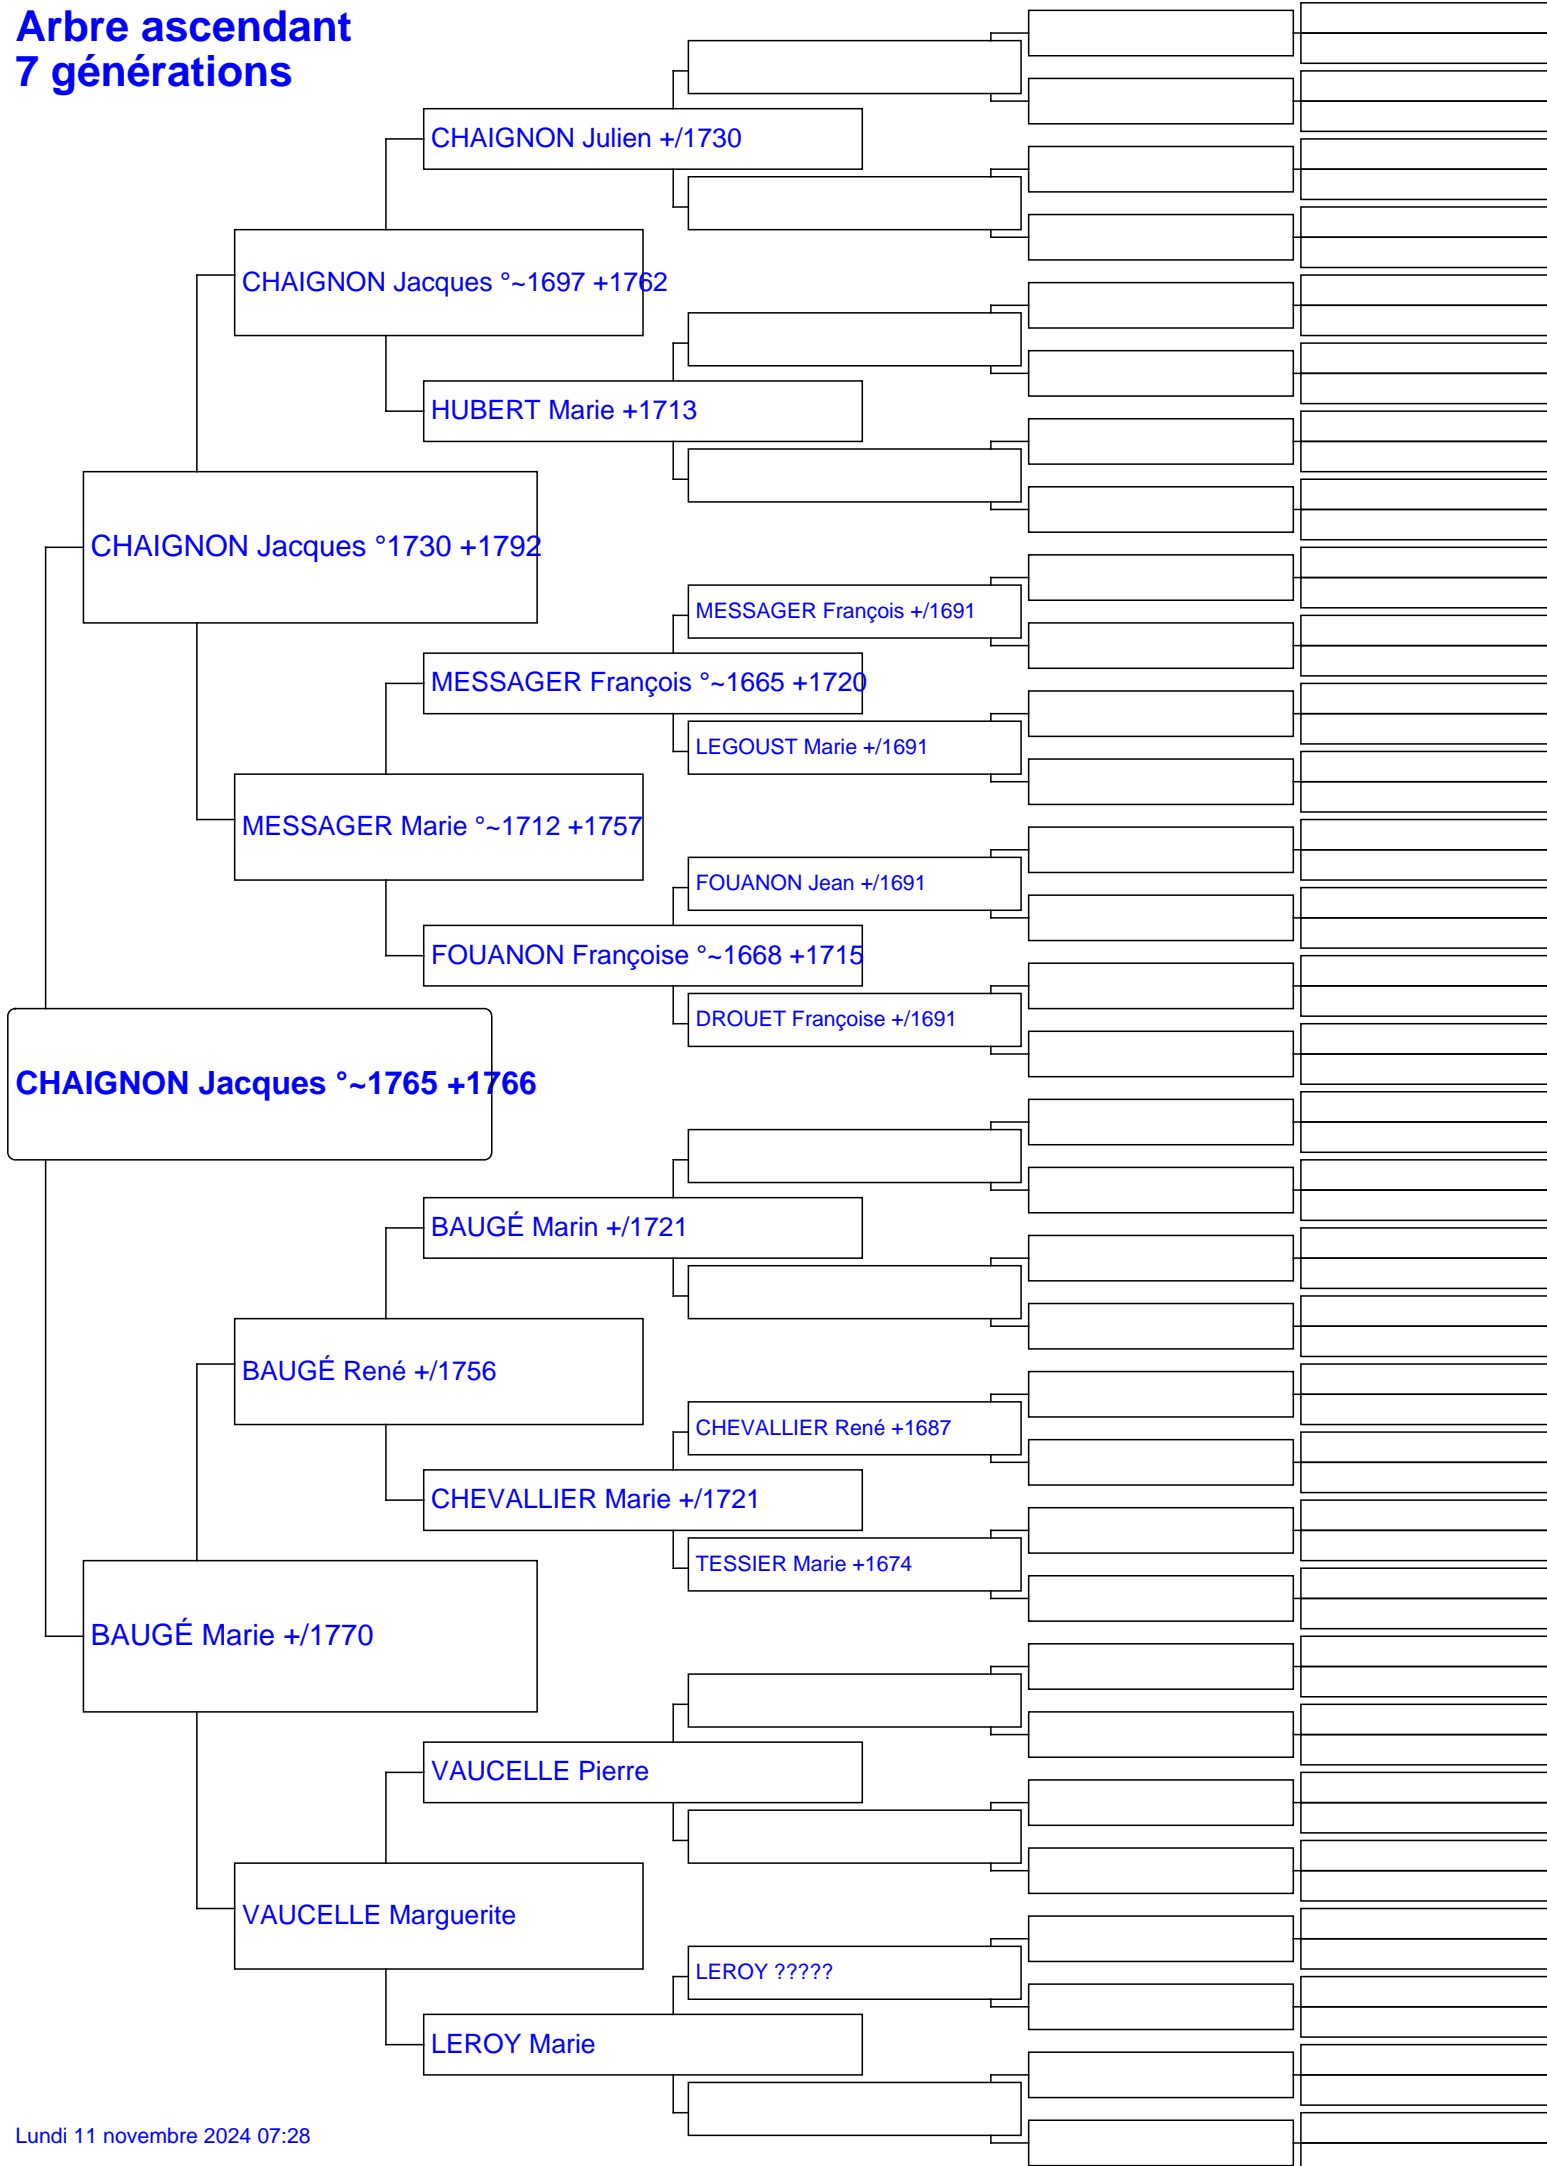 Arbre ascendant
7 générations
CHAIGNON Julien +/1730
CHAIGNON Jacques °~1697 +1762
HUBERT Marie +1713
CHAIGNON Jacques °1730 +1792
MESSAGER François +/1691
MESSAGER François °~1665 +1720
LEGOUST Marie +/1691
MESSAGER Marie °~1712 +1757
FOUANON Jean +/1691
FOUANON Françoise °~1668 +1715
DROUET Françoise +/1691
CHAIGNON Jacques °~1765 +1766
BAUGÉ Marin +/1721
BAUGÉ René +/1756
CHEVALLIER René +1687
CHEVALLIER Marie +/1721
TESSIER Marie +1674
BAUGÉ Marie +/1770
VAUCELLE Pierre
VAUCELLE Marguerite
LEROY ?????
LEROY Marie
Lundi 11 novembre 2024 07:28